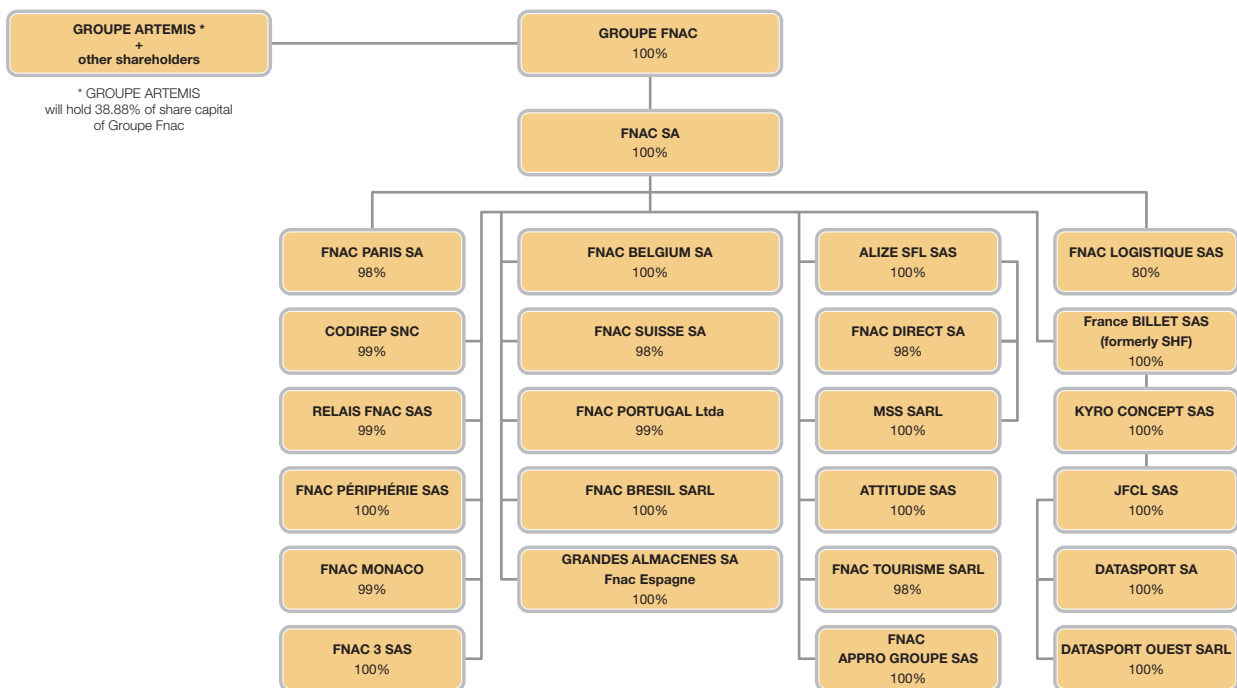 GROUPE ARTEMIS *
+
other shareholders
* GROUPE ARTEMIS
will hold 38.88% of share capital
of Groupe Fnac
GROUPE FNAC
100%
FNAC SA
100%
FNAC PARIS SA
98%
CODIREP SNC
99%
RELAIS FNAC SAS
99%
FNAC PÉRIPHÉRIE SAS
100%
FNAC MONACO
99%
FNAC 3 SAS
100%
FNAC BELGIUM SA
100%
FNAC SUISSE SA
98%
FNAC PORTUGAL Ltda
99%
FNAC BRESIL SARL
100%
GRANDES ALMACENES SA
Fnac Espagne
100%
ALIZE SFL SAS
100%
FNAC DIRECT SA
98%
MSS SARL
100%
ATTITUDE SAS
100%
FNAC TOURISME SARL
98%
FNAC
APPRO GROUPE SAS
100%
FNAC LOGISTIQUE SAS
80%
France BILLET SAS
(formerly SHF)
100%
KYRO CONCEPT SAS
100%
JFCL SAS
100%
DATASPORT SA
100%
DATASPORT OUEST SARL
100%